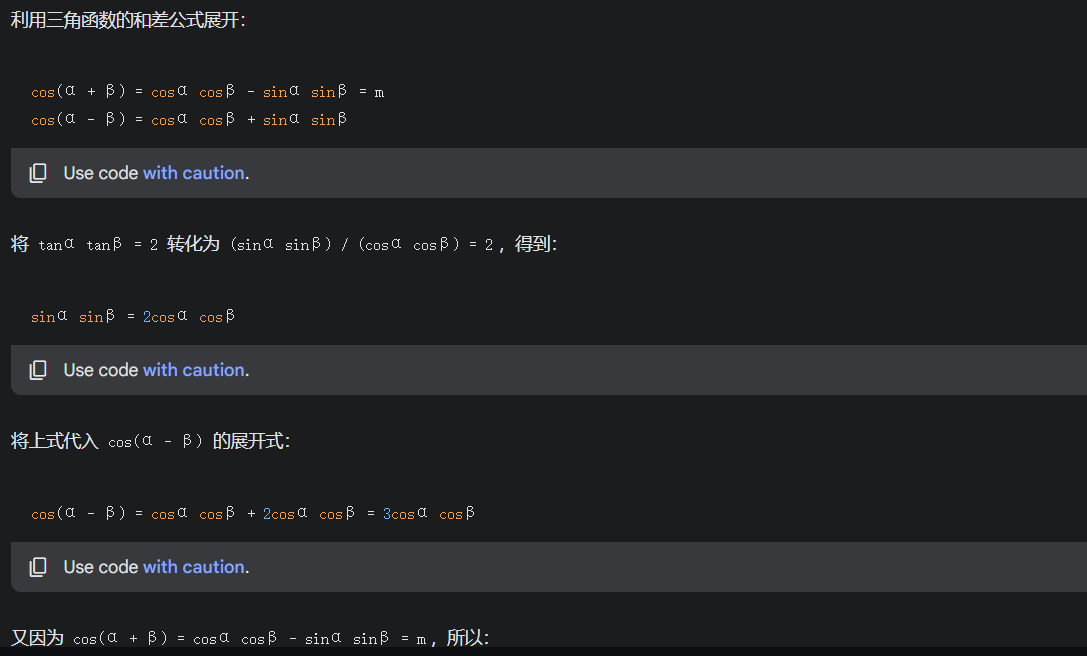 利用三角函数的和差公式展开：
cos(α + β) = cosα cosβ - sinα sinβ = m
cos(α - β) = cosα cosβ + sinα sinβ
Use code with caution.
将 tanα tanβ = 2 转化为 (sinα sinβ) / (cosα cosβ) = 2 ，得到：
sinα sinβ = 2cosα cosβ
Use code with caution.
将上式代入 cos(α - β) 的展开式：
cos(α - β) = cosα cosβ + 2cosα cosβ = 3cosα cosβ
Use code with caution.
又因为 cos(α + β) = cosα cosβ - sinα sinβ = m ，所以：